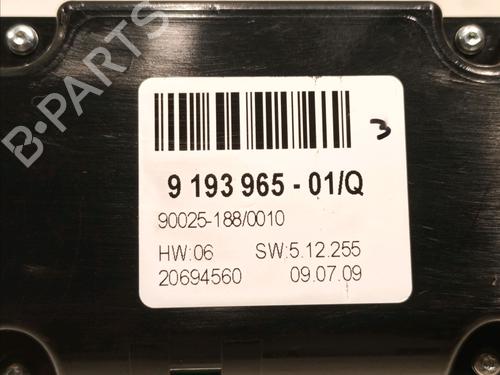 B-PARTS
3
9 193 965 - 01/Q
90025-188/0010
HW:06 SW:5.12.255
20694560 09.07.09